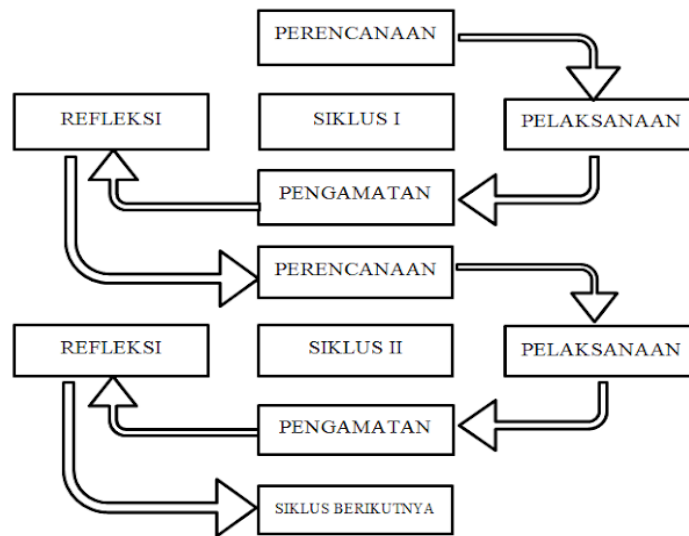 PERENCANAAN
REFLEKSI
SIKLUS I
PELAKSANAAN
PENGAMATAN
PERENCANAAN
REFLEKSI
SIKLUS II
PELAKSANAAN
PENGAMATAN
SIKLUS BERIKUTNYA